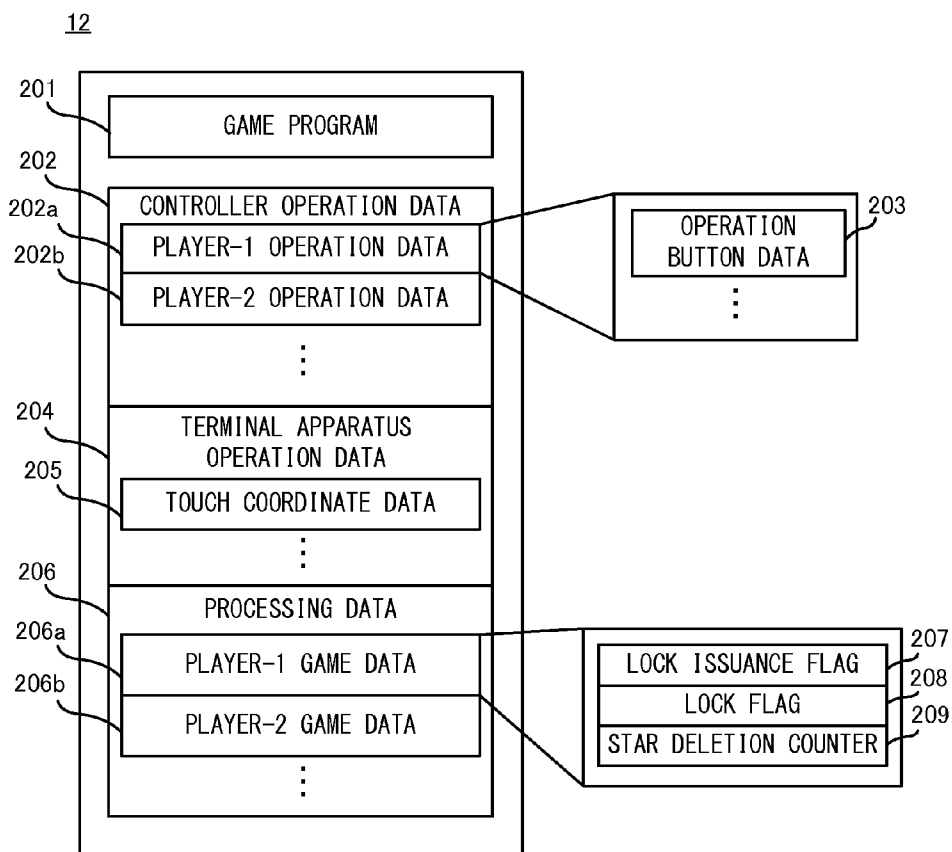 12
201
GAME PROGRAM
202
CONTROLLER OPERATION DATA
202a
PLAYER-1 OPERATION DATA
202b
PLAYER-2 OPERATION DATA
203
OPERATION
BUTTON DATA
204
TERMINAL APPARATUS
OPERATION DATA
205
TOUCH COORDINATE DATA
206
PROCESSING DATA
206a
PLAYER-1 GAME DATA
206b
PLAYER-2 GAME DATA
207
LOCK ISSUANCE FLAG
208
LOCK FLAG
209
STAR DELETION COUNTER